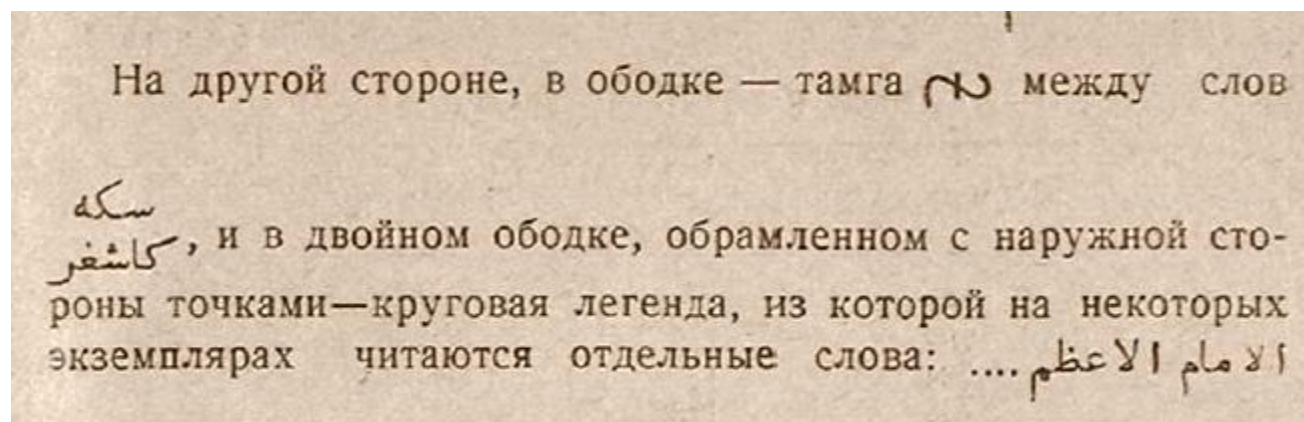 На другой стороне, в ободке — тамга между слов
سكه
كاشغر, и в двойном ободке, обрамленном с наружной сто-
роны точками—круговая легенда, из которой на некоторых
экземплярах читаются отдельные слова: الامام الاعظم....